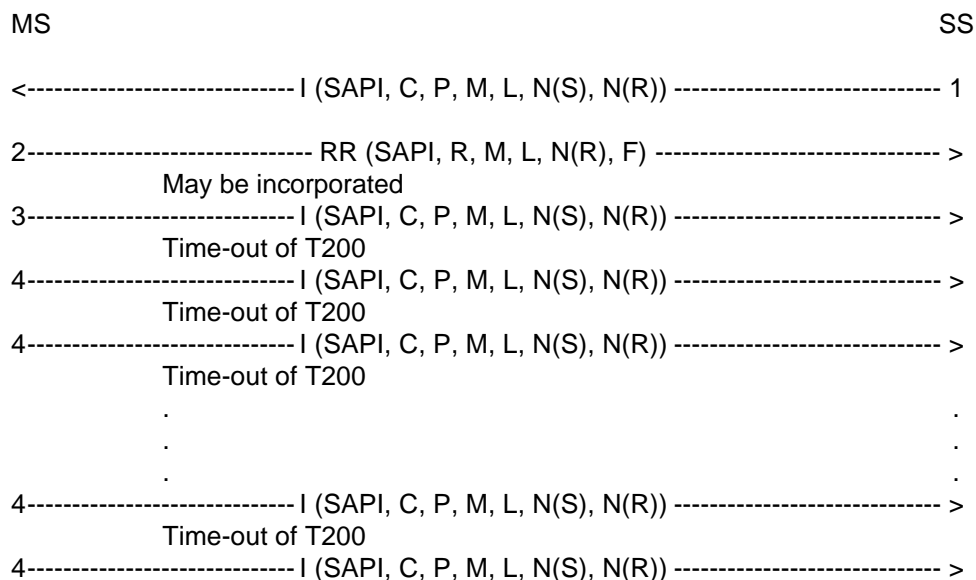 MS SS
<------------------------------ I (SAPI, C, P, M, L, N(S), N(R)) ------------------------------ 1
2-------------------------------- RR (SAPI, R, M, L, N(R), F) -------------------------------- >
May be incorporated
3------------------------------ I (SAPI, C, P, M, L, N(S), N(R)) ------------------------------ >
Time-out of T200
4------------------------------ I (SAPI, C, P, M, L, N(S), N(R)) ------------------------------ >
Time-out of T200
4------------------------------ I (SAPI, C, P, M, L, N(S), N(R)) ------------------------------ >
Time-out of T200
. .
. .
. .
4------------------------------ I (SAPI, C, P, M, L, N(S), N(R)) ------------------------------ >
Time-out of T200
4------------------------------ I (SAPI, C, P, M, L, N(S), N(R)) ------------------------------ >